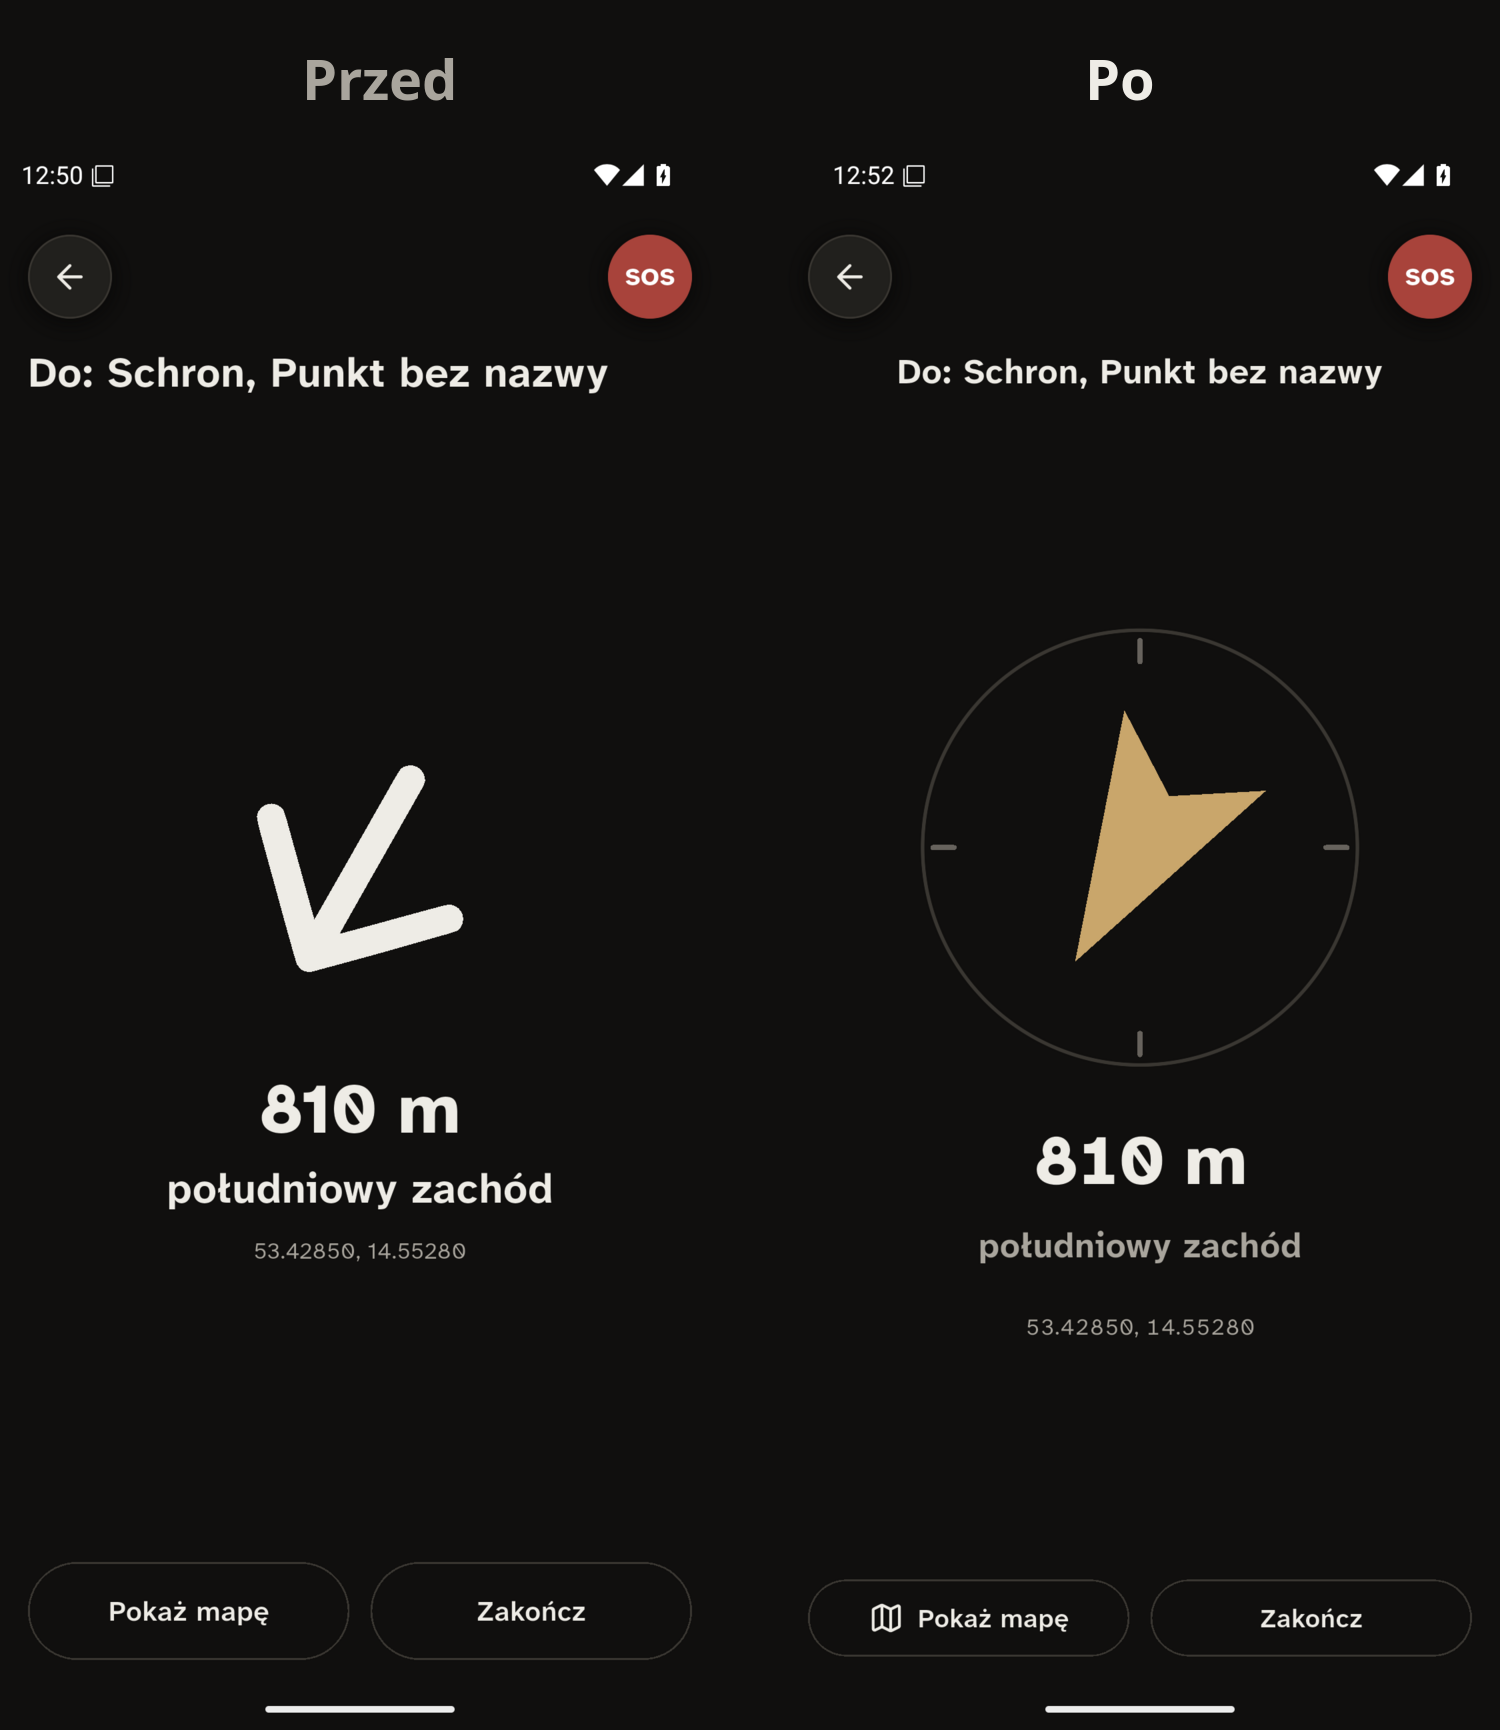 Przed
12:50
SOS
Do: Schron, Punkt bez nazwy
810 m
południowy zachód
53.42850, 14.55280
Pokaż mapę
Zakończ
Po
12:52
SOS
Do: Schron, Punkt bez nazwy
810 m
południowy zachód
53.42850, 14.55280
Pokaż mapę
Zakończ